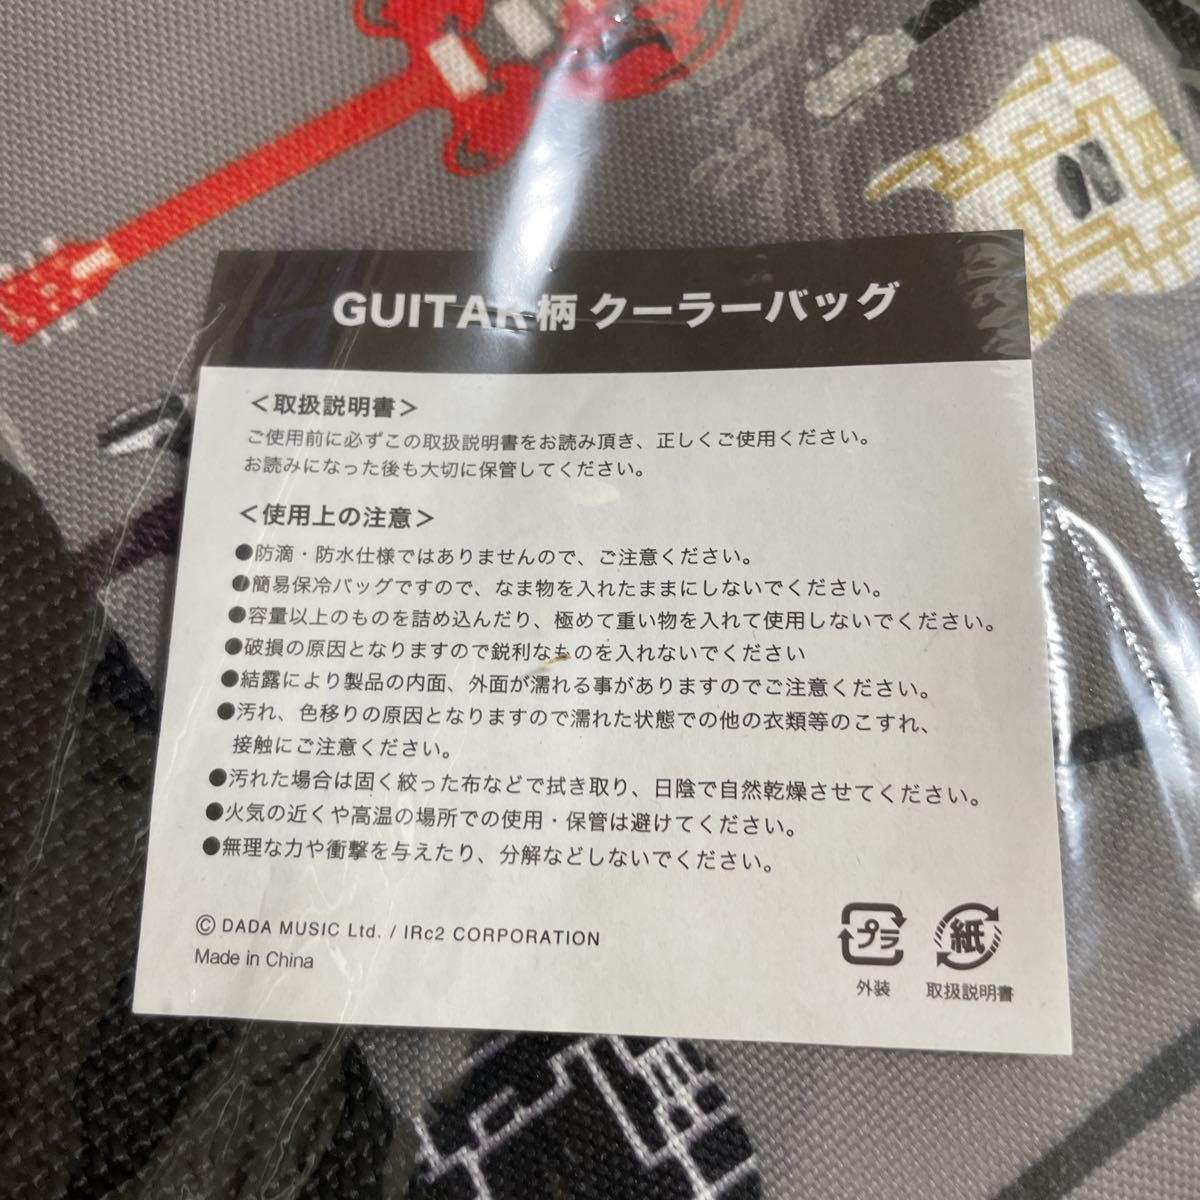 GUITAR柄 クーラーバッグ
＜取扱説明書＞
ご使用前に必ずこの取扱説明書をお読み頂き、正しくご使用ください。
お読みになった後も大切に保管してください。
＜使用上の注意＞
●防滴・防水仕様ではありませんので、ご注意ください。
●簡易保冷バッグですので、なま物を入れたままにしないでください。
●容量以上のものを詰め込んだり、極めて重い物を入れて使用しないでください。
●破損の原因となりますので鋭利なものを入れないでください
●結露により製品の内面、外面が濡れる事がありますのでご注意ください。
●汚れ、色移りの原因となりますので濡れた状態での他の衣類等のこすれ、
接触にご注意ください。
●汚れた場合は固く絞った布などで拭き取り、日陰で自然乾燥させてください。
●火気の近くや高温の場所での使用・保管は避けてください。
●無理な力や衝撃を与えたり、分解などしないでください。
© DADA MUSIC Ltd. / IRc2 CORPORATION
Made in China
プラ
外装
紙
取扱説明書